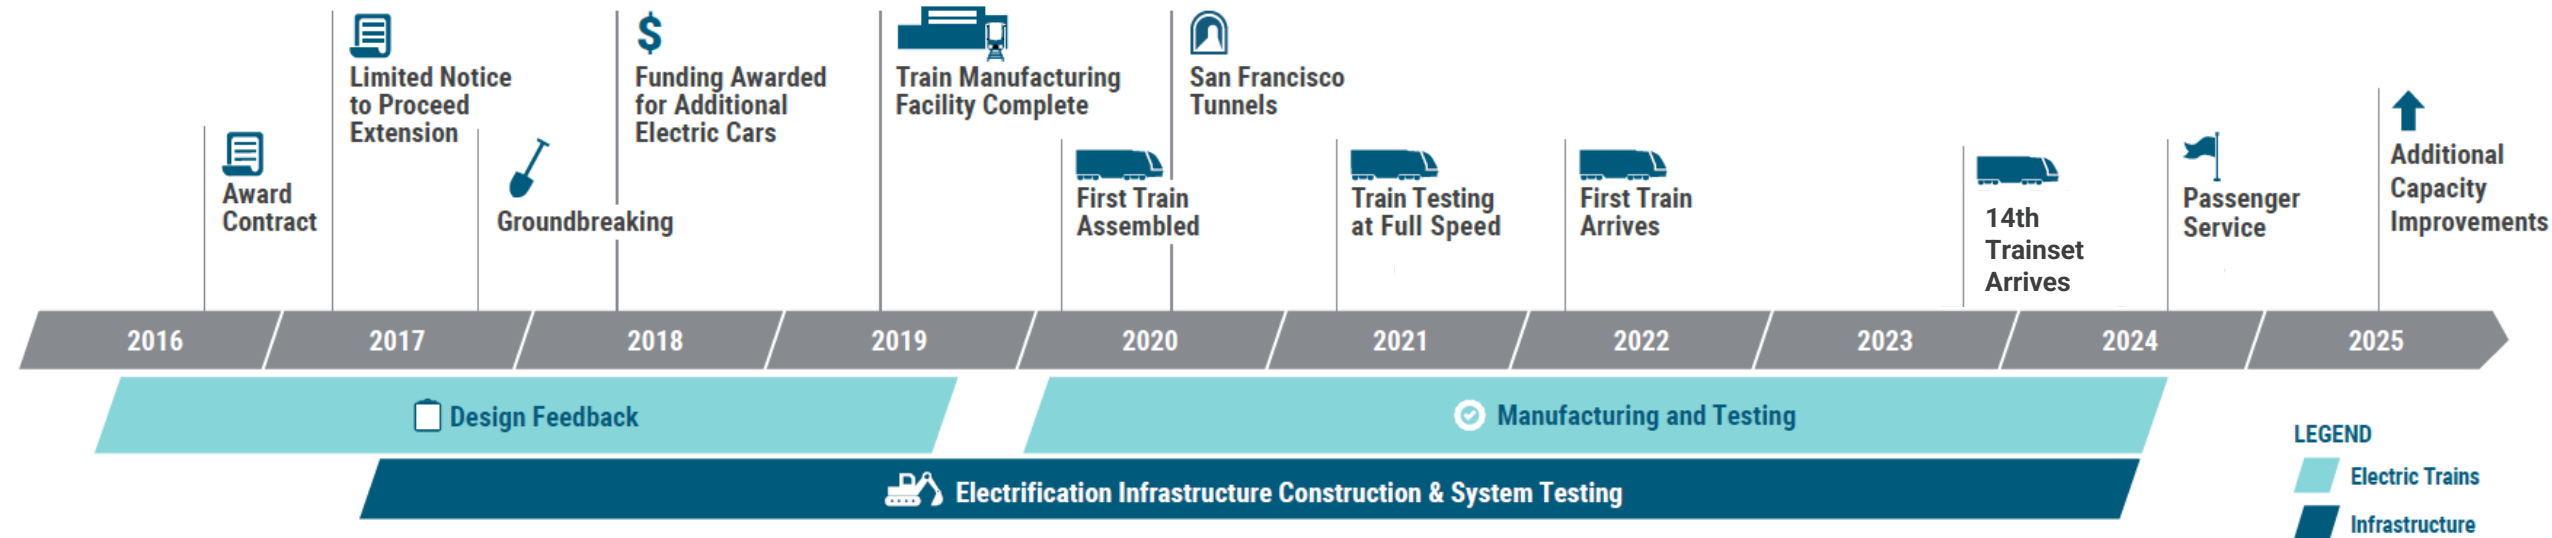 Limited Notice
to Proceed
Extension
$
Funding Awarded
for Additional
Electric Cars
Train Manufacturing
Facility Complete
San Francisco
Tunnels
Award
Contract
Groundbreaking
First Train
Assembled
Train Testing
at Full Speed
First Train
Arrives
14th
Trainset
Arrives
Passenger
Service
Additional
Capacity
Improvements
2016
2017
2018
2019
2020
2021
2022
2023
2024
2025
Design Feedback
Manufacturing and Testing
Electrification Infrastructure Construction & System Testing
LEGEND
Electric Trains
Infrastructure